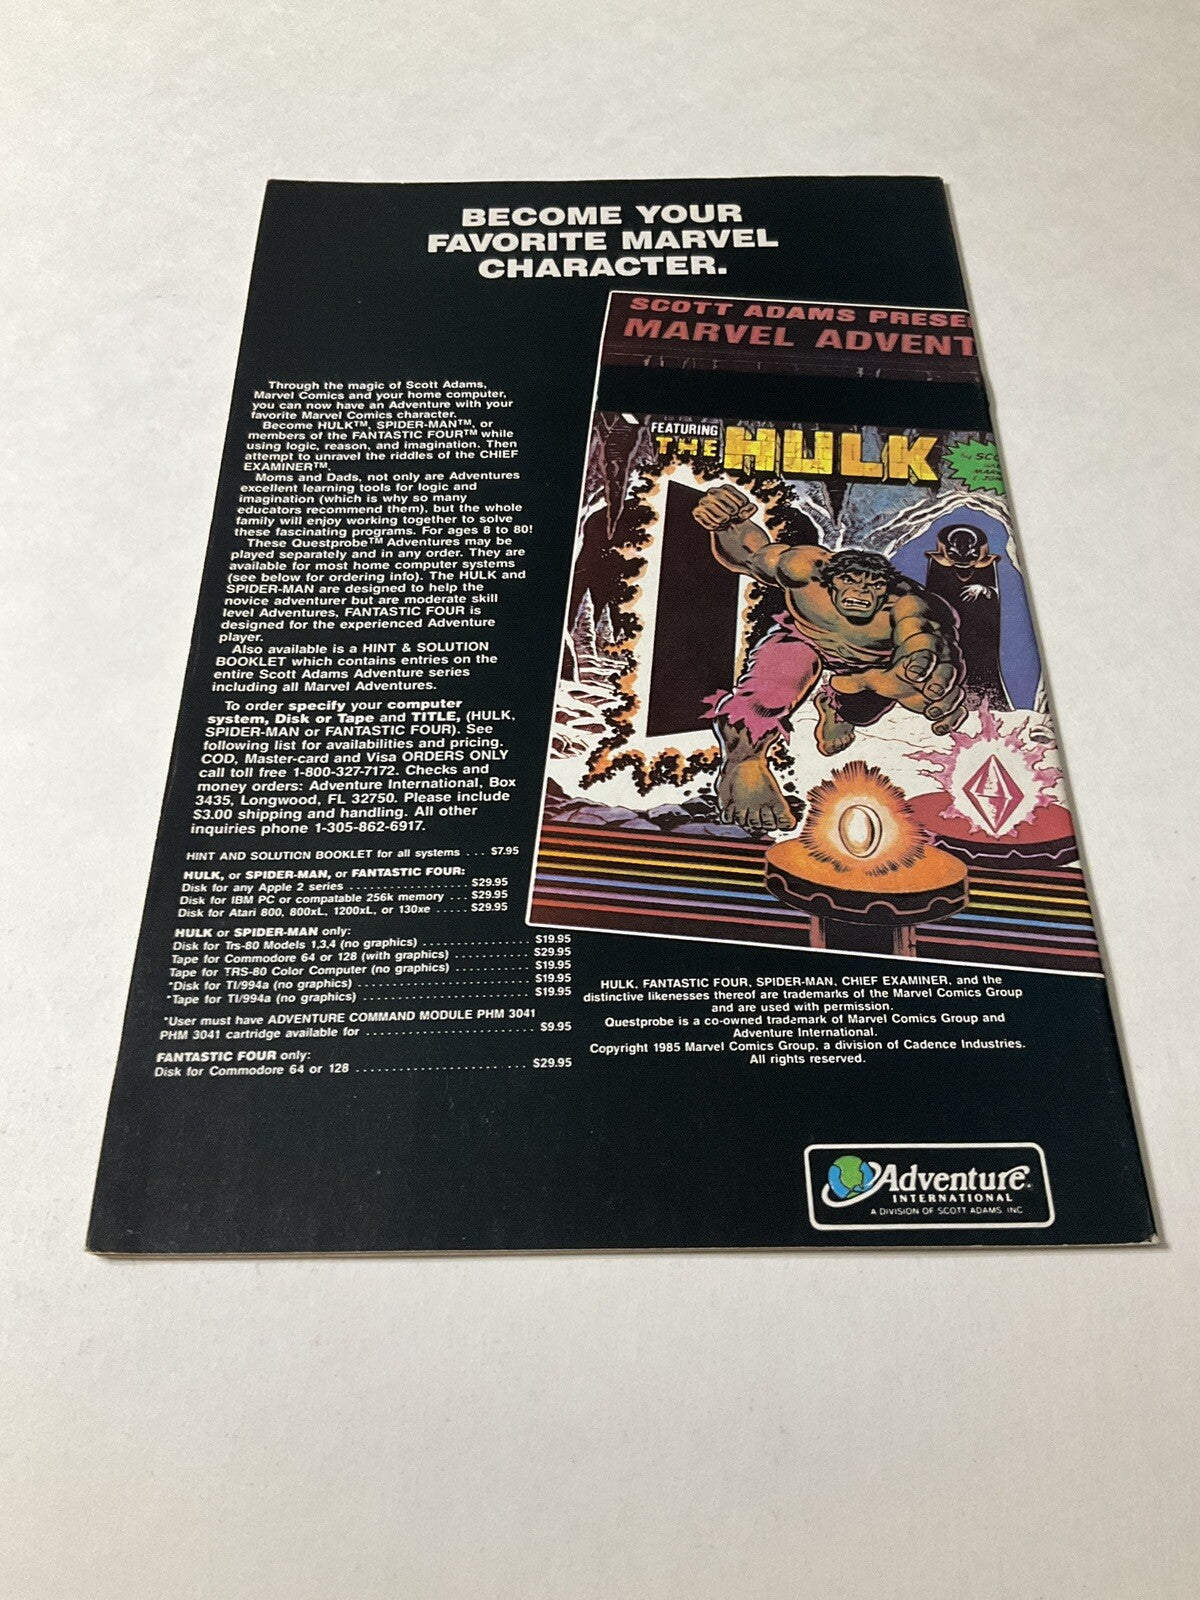 BECOME YOUR
FAVORITE MARVEL
CHARACTER.
SCOTT ADAMS
MARVEL
FEATURING
THE HULK
by
Through the magic of Scott Adams,
Marvel Comics and your home computer,
you can now have an Adventure with your
favorite Marvel Comics character.
Become HULK™, SPIDER-MAN™, or
members of the FANTASTIC FOUR™ while
using logic, reason, and imagination. Then
attempt to unravel the riddles of the CHIEF
EXAMINER™.
Moms and Dads, not only are Adventures
excellent learning tools for logic and
imagination (which is why so many
educators recommend them), but the whole
family will enjoy working together to solve
these fascinating programs. For ages 8 to 80!
These Questprobe™ Adventures may be
played separately and in any order. They are
available for most home computer systems
(see below for ordering info). The HULK and
SPIDER-MAN are designed to help the
novice adventurer but are moderate skill
level Adventures. FANTASTIC FOUR is
designed for the experienced Adventure
player.
Also available is a HINT & SOLUTION
BOOKLET which contains entries on the
entire Scott Adams Adventure series
including all Marvel Adventures.
To order specify your computer
system, Disk or Tape and TITLE, (HULK,
SPIDER-MAN or FANTASTIC FOUR). See
following list for availabilities and pricing.
COD, Master-card and Visa ORDERS ONLY
call toll free 1-800-327-7172. Checks and
money orders: Adventure International, Box
3435, Longwood, FL 32750. Please include
$3.00 shipping and handling. All other
inquiries phone 1-305-862-6917.
HINT AND SOLUTION BOOKLET for all systems ... $7.95
HULK, or SPIDER-MAN, or FANTASTIC FOUR:
Disk for any Apple 2 series .................. $29.95
Disk for IBM PC or compatable 256k memory ... $29.95
Disk for Atari 800, 800xL, 1200xL, or 130xe ..... $29.95
HULK or SPIDER-MAN only:
Disk for Trs-80 Models 1,3,4 (no graphics) ................ $19.95
Tape for Commodore 64 or 128 (with graphics) ........... $29.95
Tape for TRS-80 Color Computer (no graphics) ........... $19.95
*Disk for TI/994a (no graphics) .......................... $19.95
*Tape for TI/994a (no graphics) .......................... $19.95
*User must have ADVENTURE COMMAND MODULE PHM 3041
PHM 3041 cartridge available for ......................... $9.95
FANTASTIC FOUR only:
Disk for Commodore 64 or 128 .......................... $29.95
HULK, FANTASTIC FOUR, SPIDER-MAN, CHIEF EXAMINER, and the
distinctive likenesses thereof are trademarks of the Marvel Comics Group
and are used with permission.
Questprobe is a co-owned trademark of Marvel Comics Group and
Adventure International.
Copyright 1985 Marvel Comics Group, a division of Cadence Industries.
All rights reserved.
Adventure
INTERNATIONAL
A DIVISION OF SCOTT ADAMS, INC